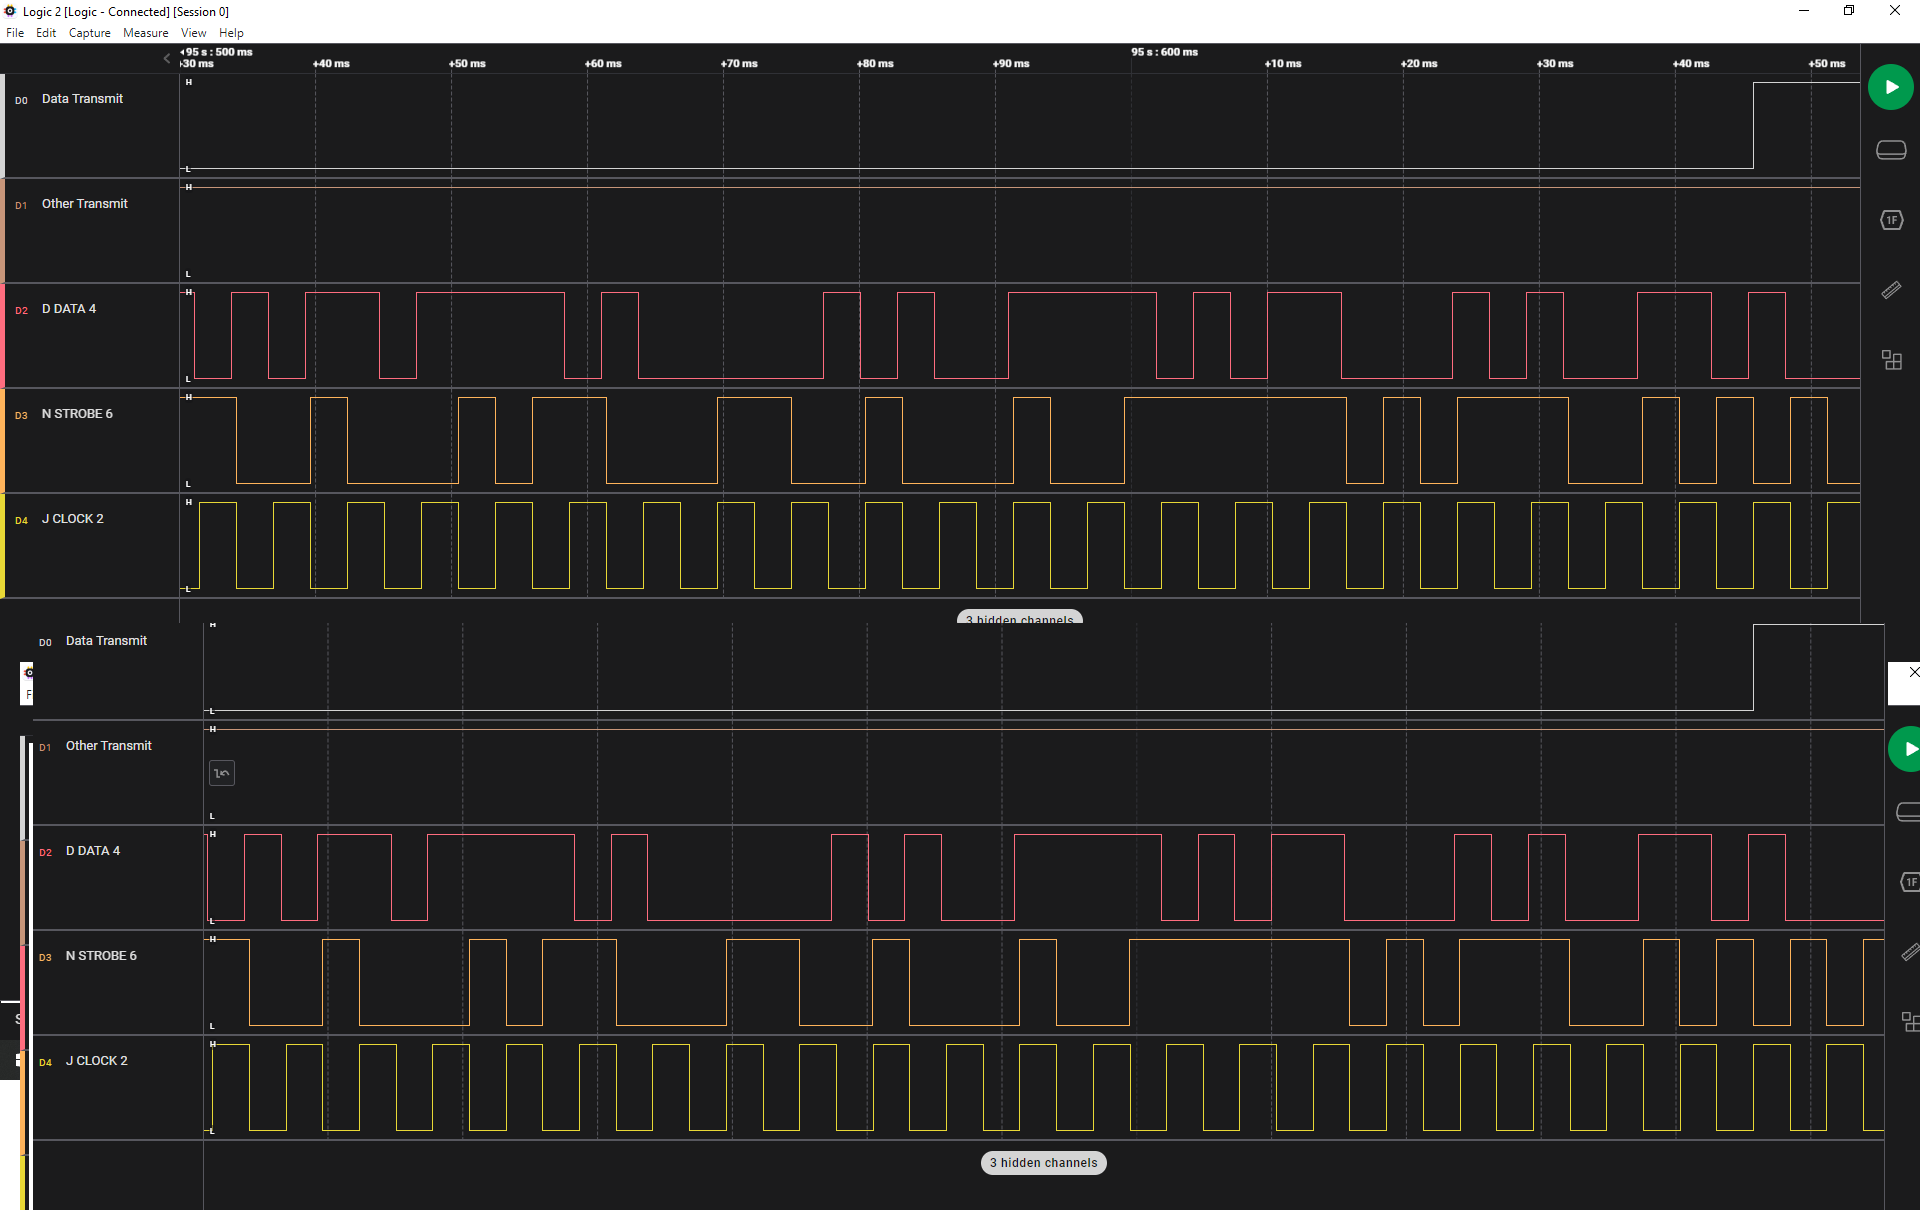 Logic 2 [Logic - Connected] [Session 0]
File Edit Capture Measure View Help
95 s : 500 ms 95 s : 600 ms
+30 ms +40 ms +50 ms +60 ms +70 ms +80 ms +90 ms +10 ms +20 ms +30 ms +40 ms +50 ms
H
D0 Data Transmit
L
H
D1 Other Transmit
L
H
D2 D DATA 4
L
H
D3 N STROBE 6
L
H
D4 J CLOCK 2
L
1F
3 hidden channels
H
D0 Data Transmit
L
F
H
D1 Other Transmit
L
H
D2 D DATA 4
L
1F
H
D3 N STROBE 6
L
S
H
D4 J CLOCK 2
L
3 hidden channels